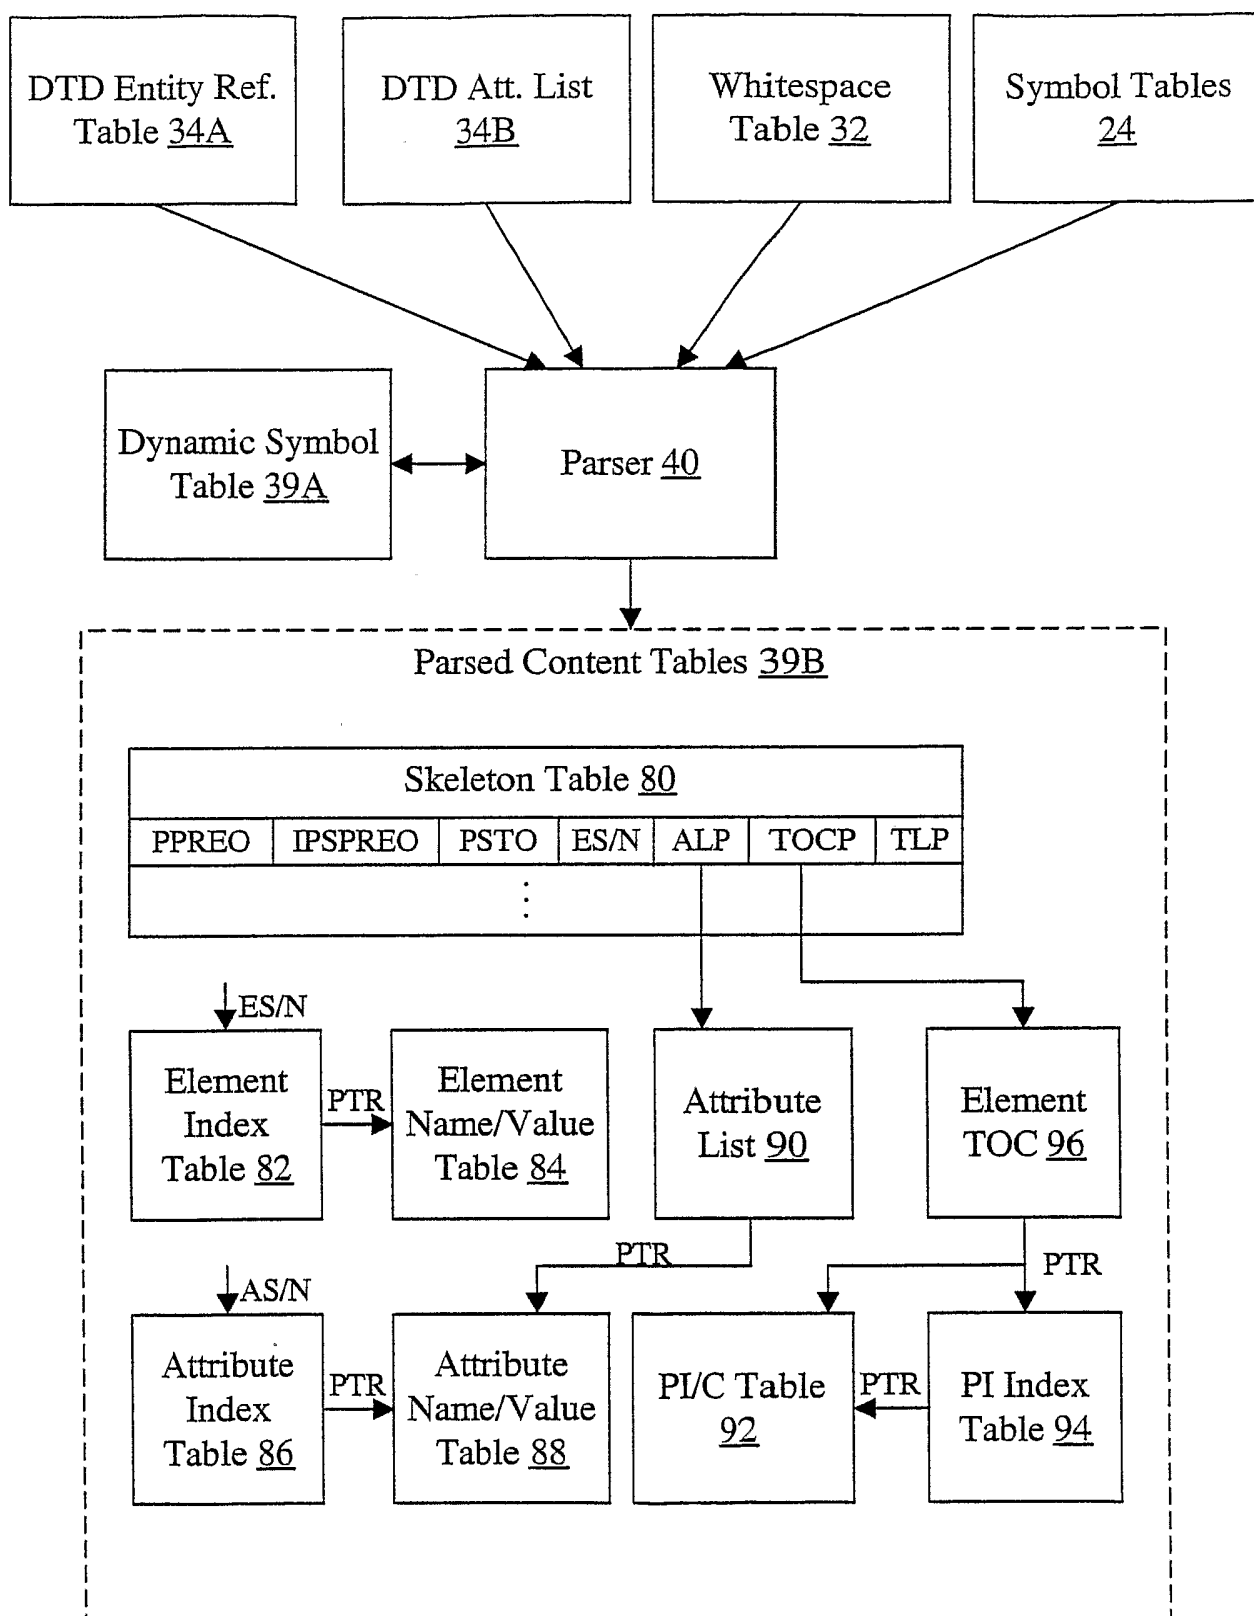 DTD Entity Ref.
Table 34A
DTD Att. List
34B
Whitespace
Table 32
Symbol Tables
24
Dynamic Symbol
Table 39A
Parser 40
Parsed Content Tables 39B
Skeleton Table 80
PPREO IPSPREO PSTO ES/N ALP TOCP TLP
ES/N
Element
Index
Table 82
PTR
Element
Name/Value
Table 84
Attribute
List 90
Element
TOC 96
PTR
PTR
AS/N
Attribute
Index
Table 86
PTR
Attribute
Name/Value
Table 88
PI/C Table
92
PTR
PI Index
Table 94